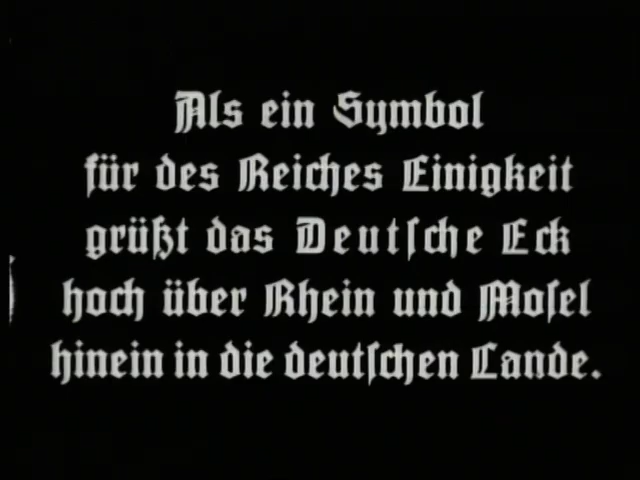 Als ein Symbol
für des Reiches Einigkeit
grüßt das Deutſche Eck
hoch über Rhein und Moſel
hinein in die deutſchen Lande.